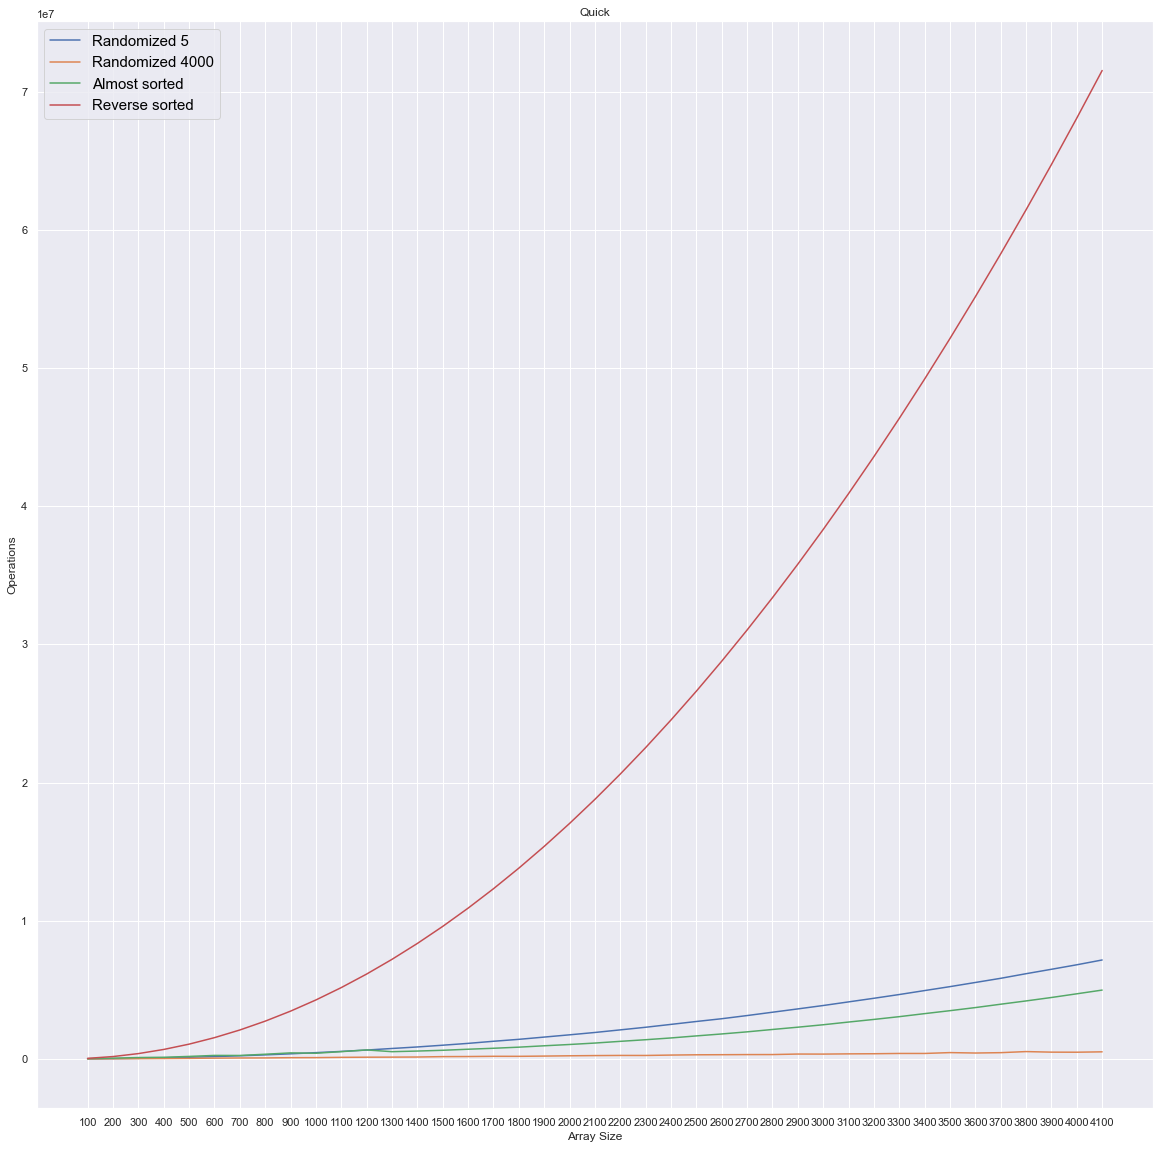 Quick
1e7
Randomized 5
Randomized 4000
Almost sorted
Reverse sorted
7
6
5
4
3
2
1
0
Operations
100 200 300 400 500 600 700 800 900 1000 1100 1200 1300 1400 1500 1600 1700 1800 1900 2000 2100 2200 2300 2400 2500 2600 2700 2800 2900 3000 3100 3200 3300 3400 3500 3600 3700 3800 3900 4000 4100
Array Size